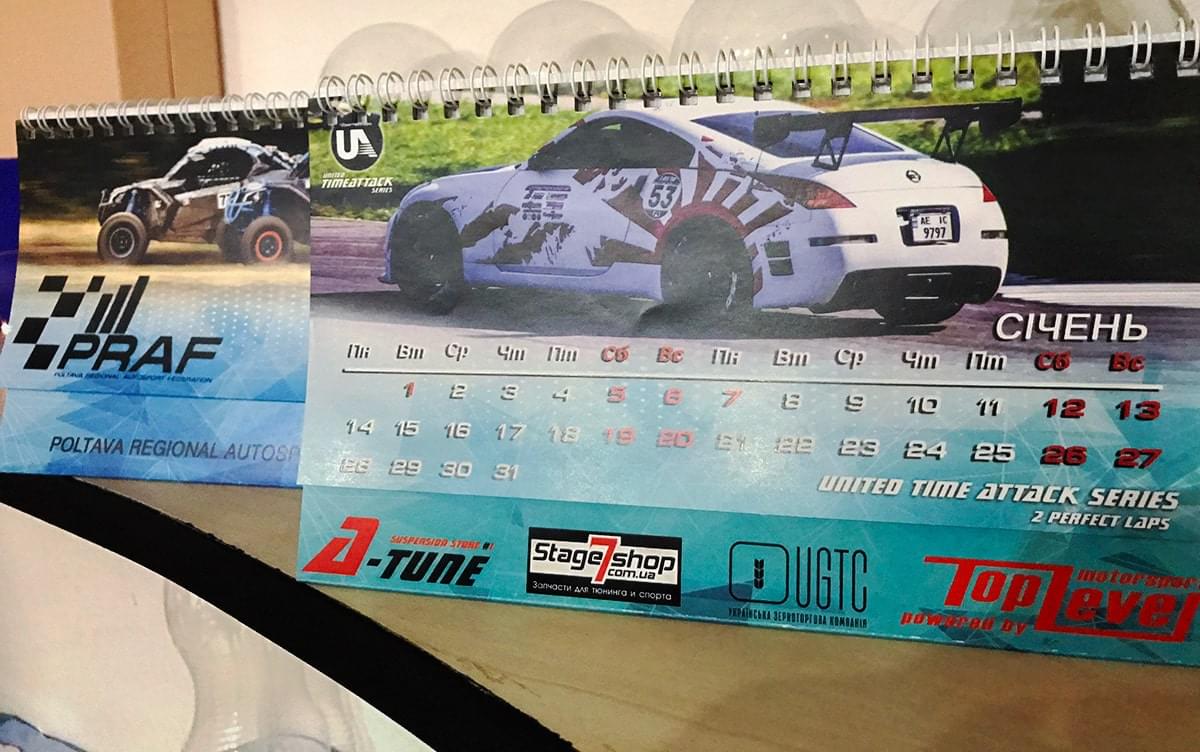 UA
UNITED
TIMEATTACK
SERIES
53
AE IC
9797
PRAF
POLTAVA REGIONAL AUTOSPORT FEDERATION
POLTAVA REGIONAL AUTOSP
СІЧЕНЬ
Пн Вт Ср Чт Пт Сб Вс Пн Вт Ср Чт Пт Сб Вс
1 2 3 4 5 6 7 8 9 10 11 12 13
14 15 16 17 18 19 20 21 22 23 24 25 26 27
28 29 30 31
UNITED TIME ATTACK SERIES
2 PERFECT LAPS
SUSPENSION STORE #1
A-TUNE
Stage7shop
com.ua
Запчасти для тюнинга и спорта
UGTC
УКРАЇНСЬКА ЗЕРНОТОРГОВА КОМПАНІЯ
Top Level
motorspor
powered by